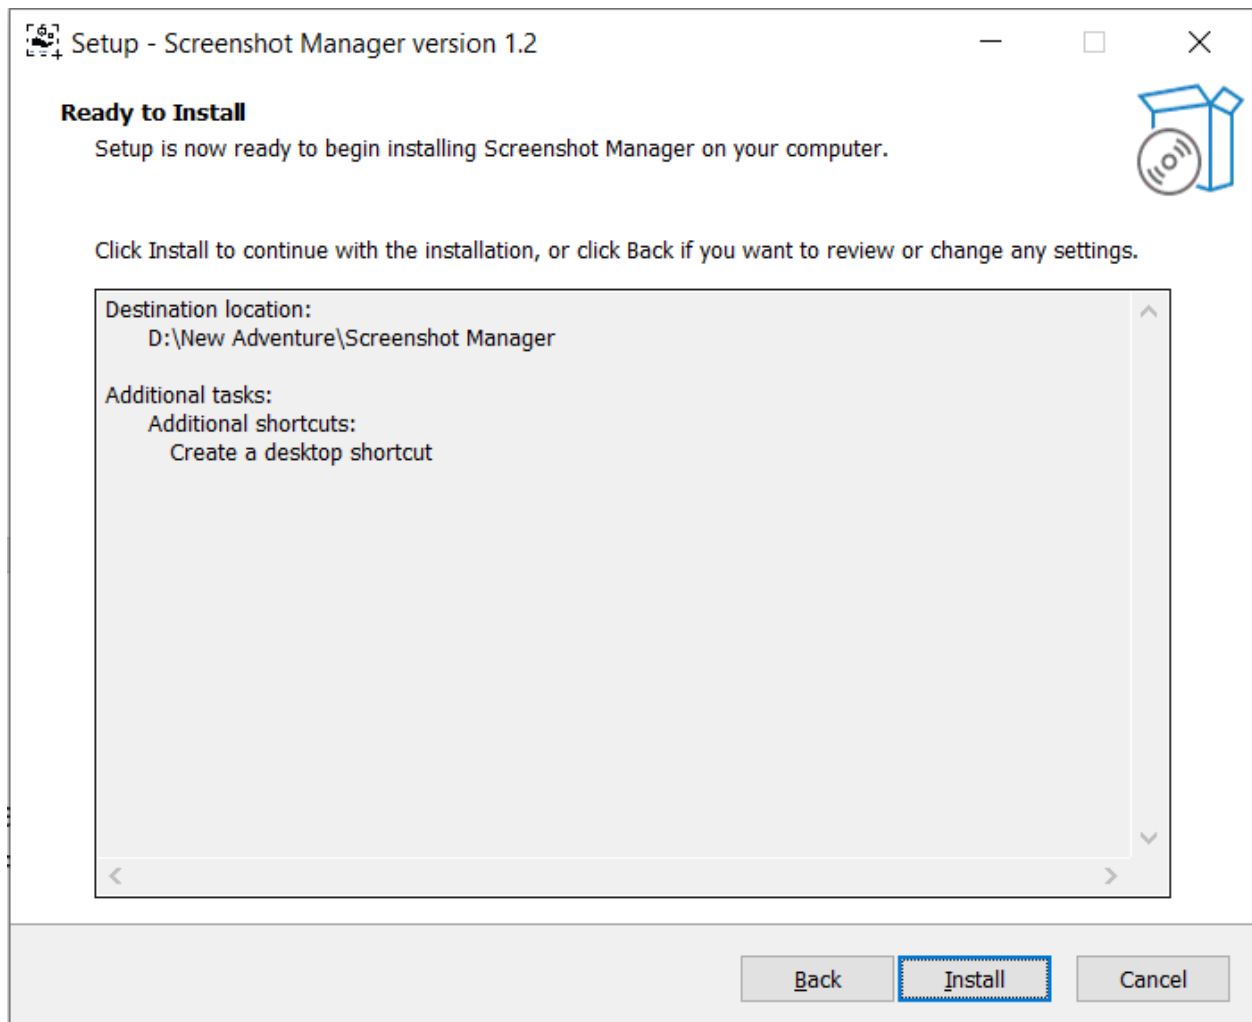 Setup - Screenshot Manager version 1.2
Ready to Install
Setup is now ready to begin installing Screenshot Manager on your computer.
Click Install to continue with the installation, or click Back if you want to review or change any settings.
Destination location:
D:\New Adventure\Screenshot Manager
Additional tasks:
Additional shortcuts:
Create a desktop shortcut
Back
Install
Cancel